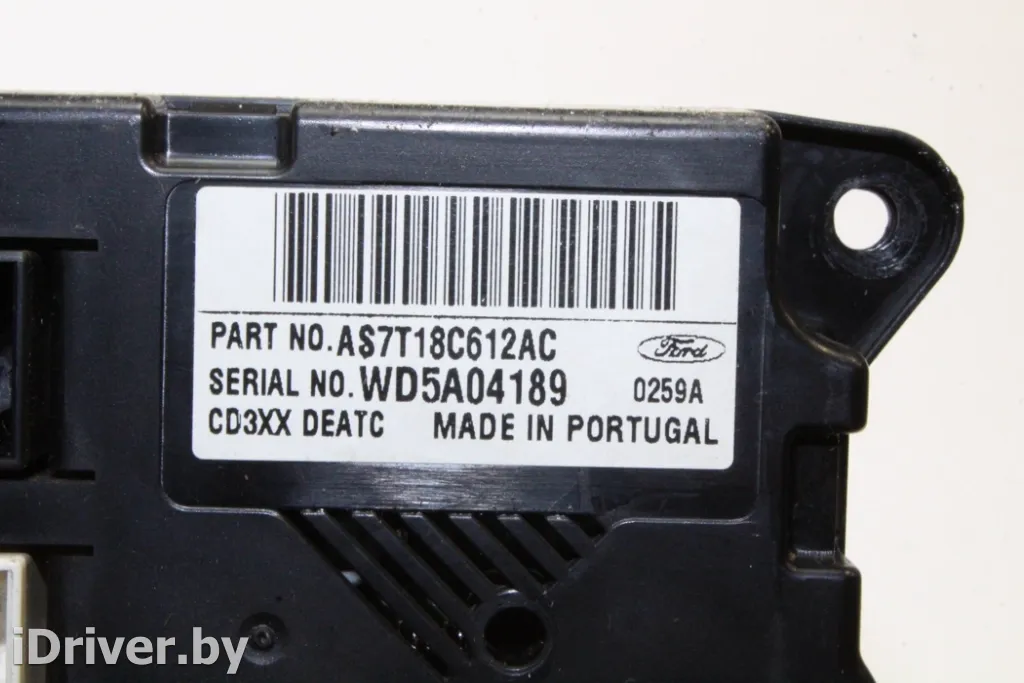 PART NO. AS7T18C612AC
Ford
SERIAL NO. WD5A04189
0259A
CD3XX DEATC MADE IN PORTUGAL
iDriver.by